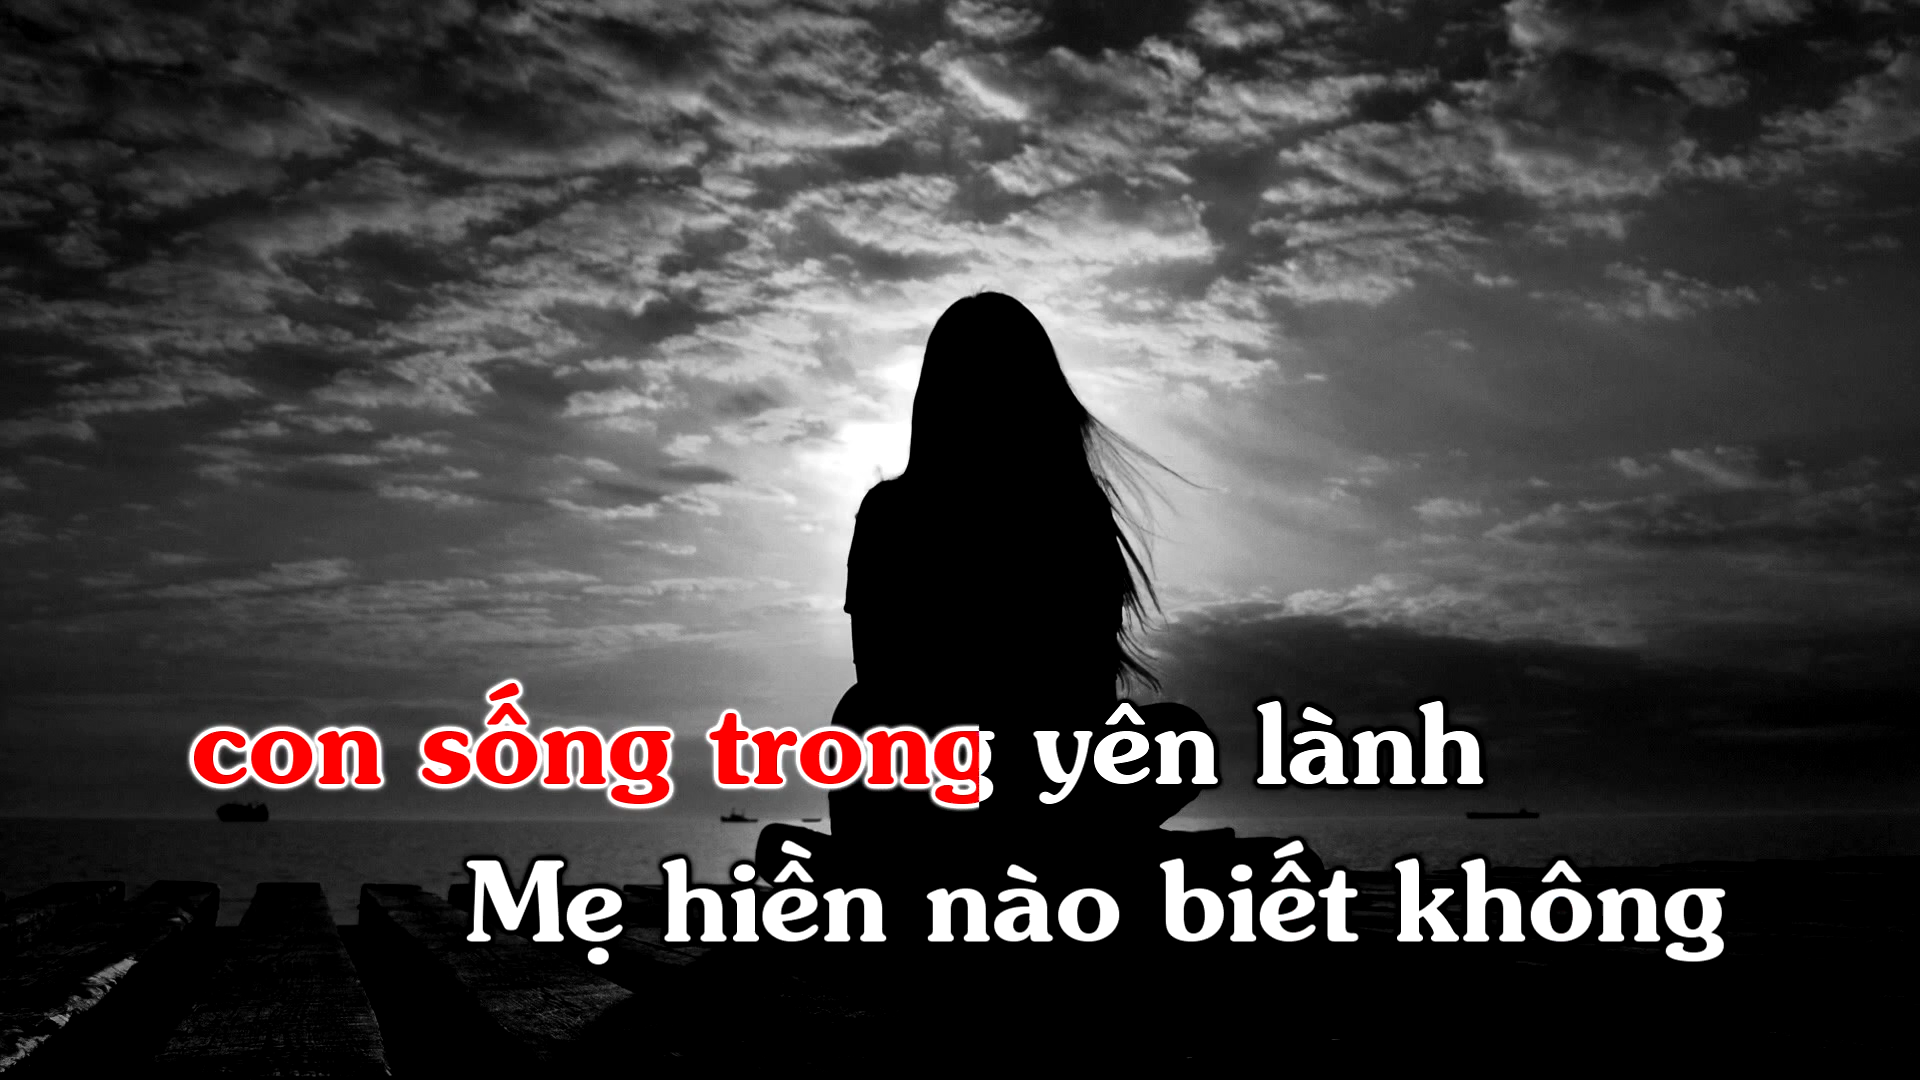 con sống trong yên lành
Mẹ hiền nào biết không